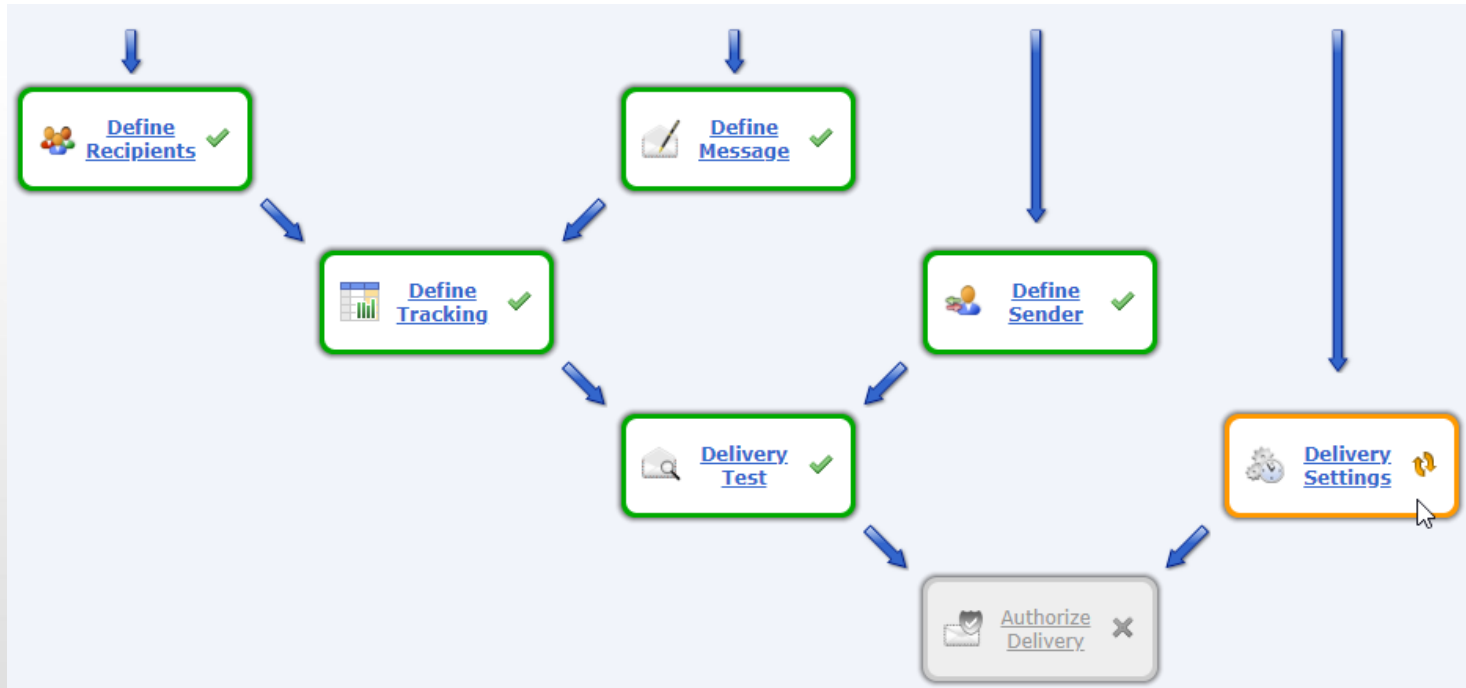 Define
Recipients
Define
Message
Define
Tracking
Define
Sender
Delivery
Test
Delivery
Settings
Authorize
Delivery